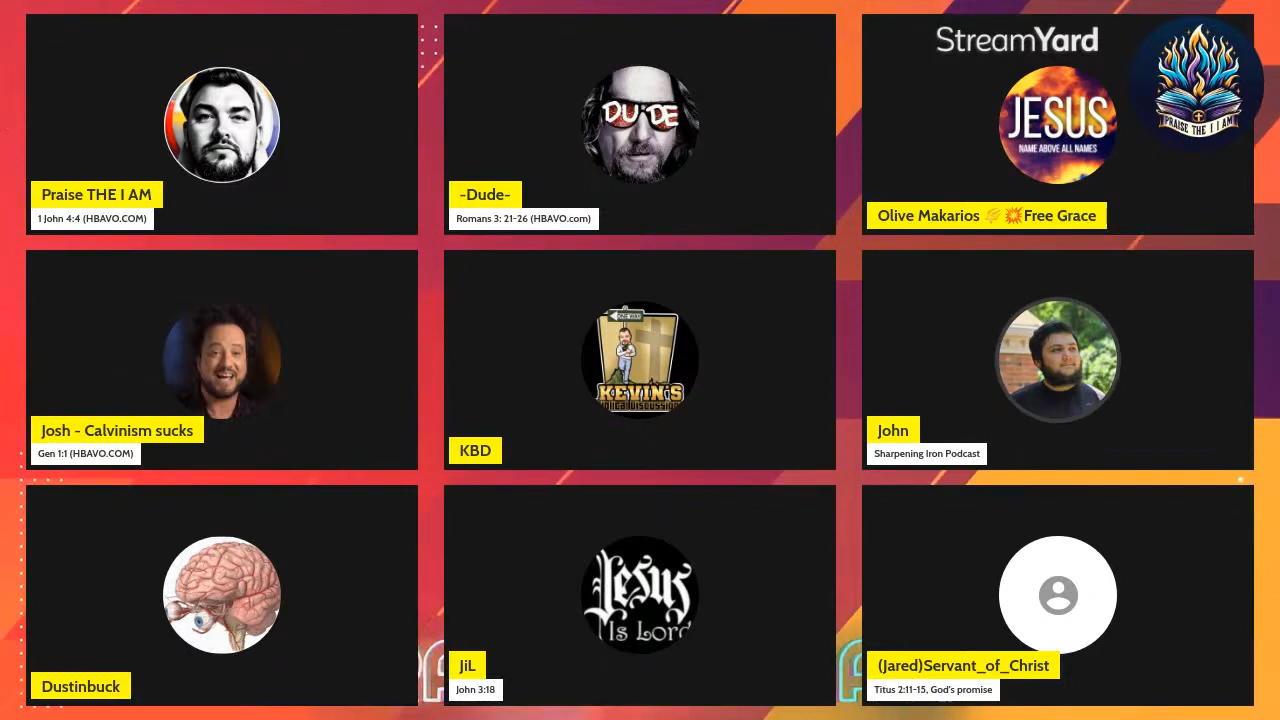 StreamYard
JESUS
NAME ABOVE ALL NAMES
PRAISE THE I AM
DUDE
Praise THE I AM
1 John 4:4 (HBAVO.COM)
-Dude-
Romans 3: 21-26 (HBAVO.com)
Olive Makarios 🌾💥Free Grace
ONE WAY
KEVIN'S
Josh - Calvinism sucks
Gen 1:1 (HBAVO.COM)
KBD
John
Sharpening Iron Podcast
Jesus
Is Lord
Dustinbuck
JiL
John 3:18
(Jared)Servant_of_Christ
Titus 2:11-15, God's promise